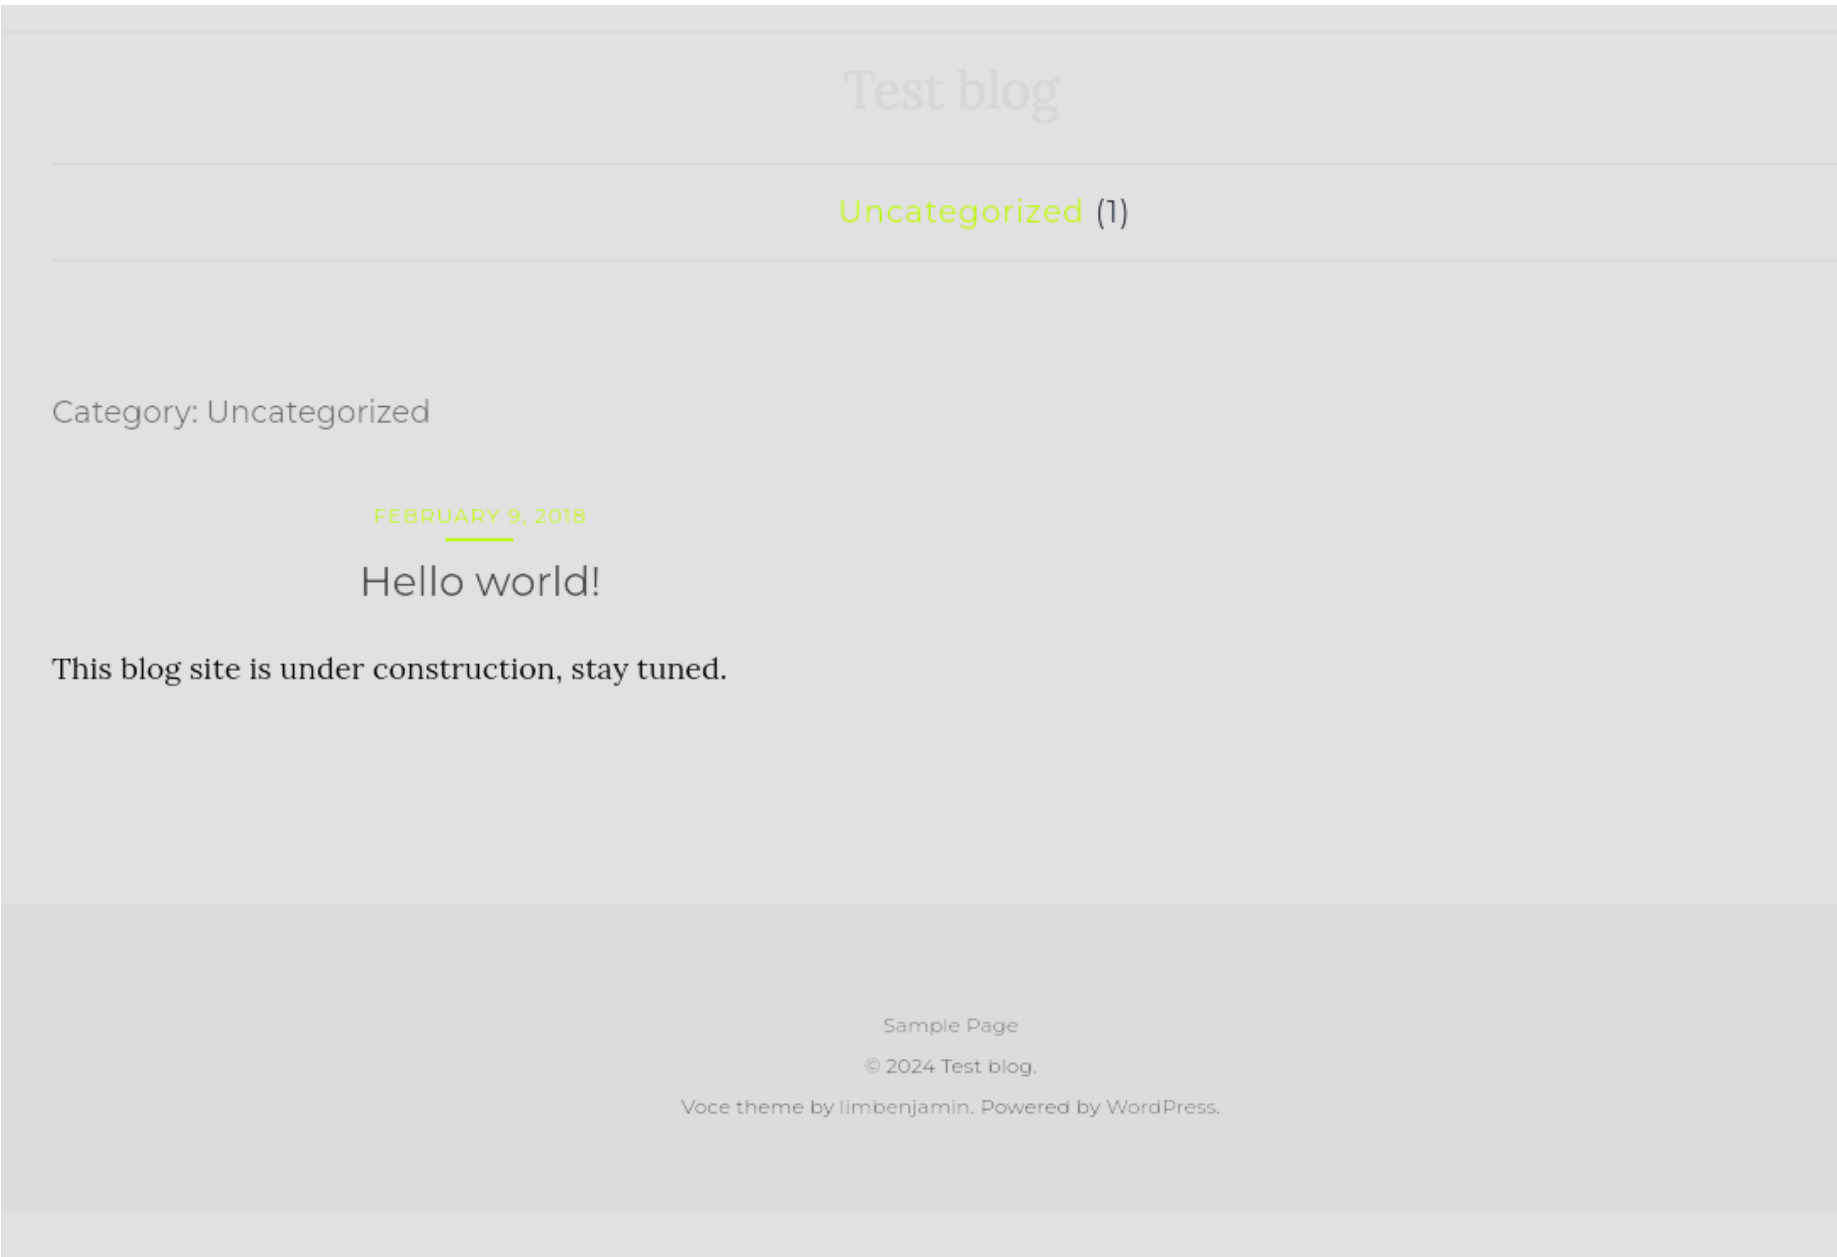 Test blog
Uncategorized (1)
Category: Uncategorized
FEBRUARY 9, 2018
Hello world!
This blog site is under construction, stay tuned.
Sample Page
© 2024 Test blog.
Voce theme by limbenjamin. Powered by WordPress.